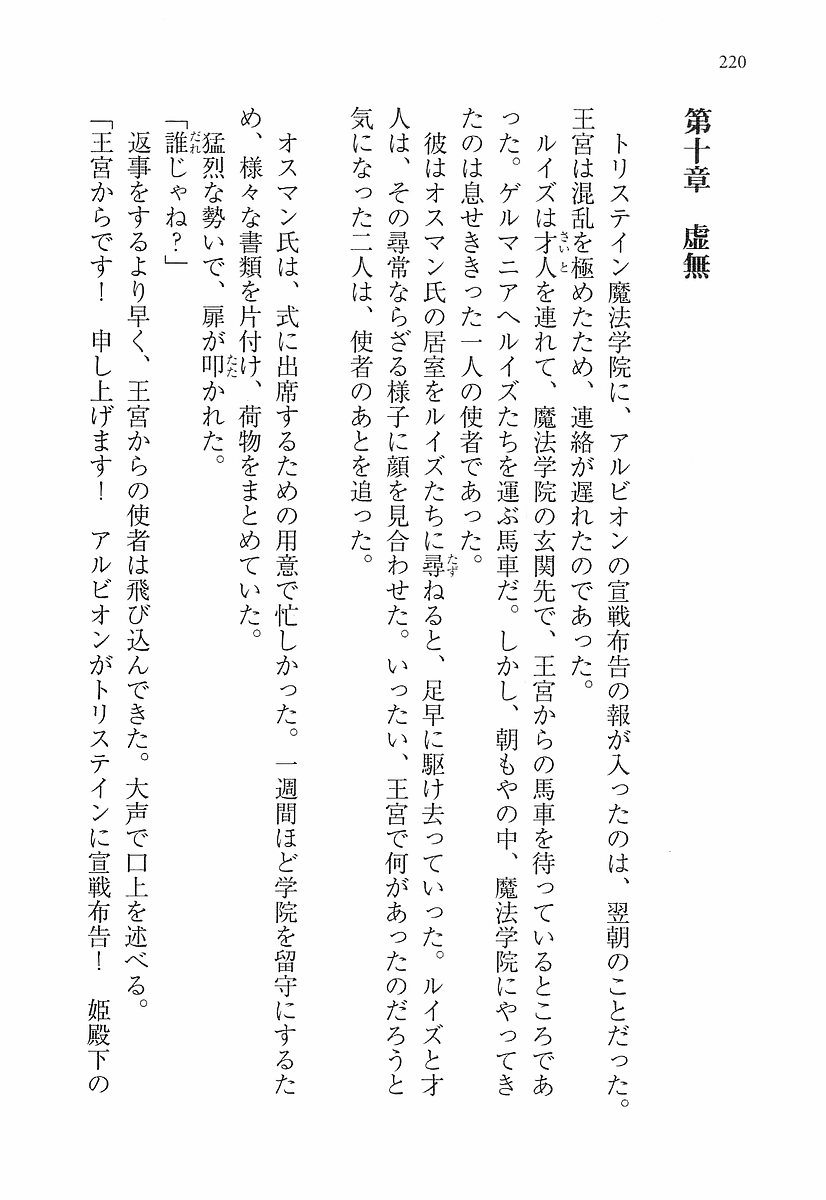 220
第十章　虚無
　トリステイン魔法学院に、アルビオンの宣戦布告の報が入ったのは、翌朝のことだった。
王宮は混乱を極めたため、連絡が遅れたのであった。
　ルイズは才人を連れて、魔法学院の玄関先で、王宮からの馬車を待っているところであ
った。ゲルマニアへルイズたちを運ぶ馬車だ。しかし、朝もやの中、魔法学院にやってき
たのは息せききった一人の使者であった。
　彼はオスマン氏の居室をルイズたちに尋ねると、足早に駆け去っていった。ルイズと才
人は、その尋常ならざる様子に顔を見合わせた。いったい、王宮で何があったのだろうと
気になった二人は、使者のあとを追った。
　オスマン氏は、式に出席するための用意で忙しかった。一週間ほど学院を留守にするた
め、様々な書類を片付け、荷物をまとめていた。
　猛烈な勢いで、扉が叩かれた。
「誰じゃね？」
　返事をするより早く、王宮からの使者は飛び込んできた。大声で口上を述べる。
「王宮からです！　申し上げます！　アルビオンがトリステインに宣戦布告！　姫殿下の